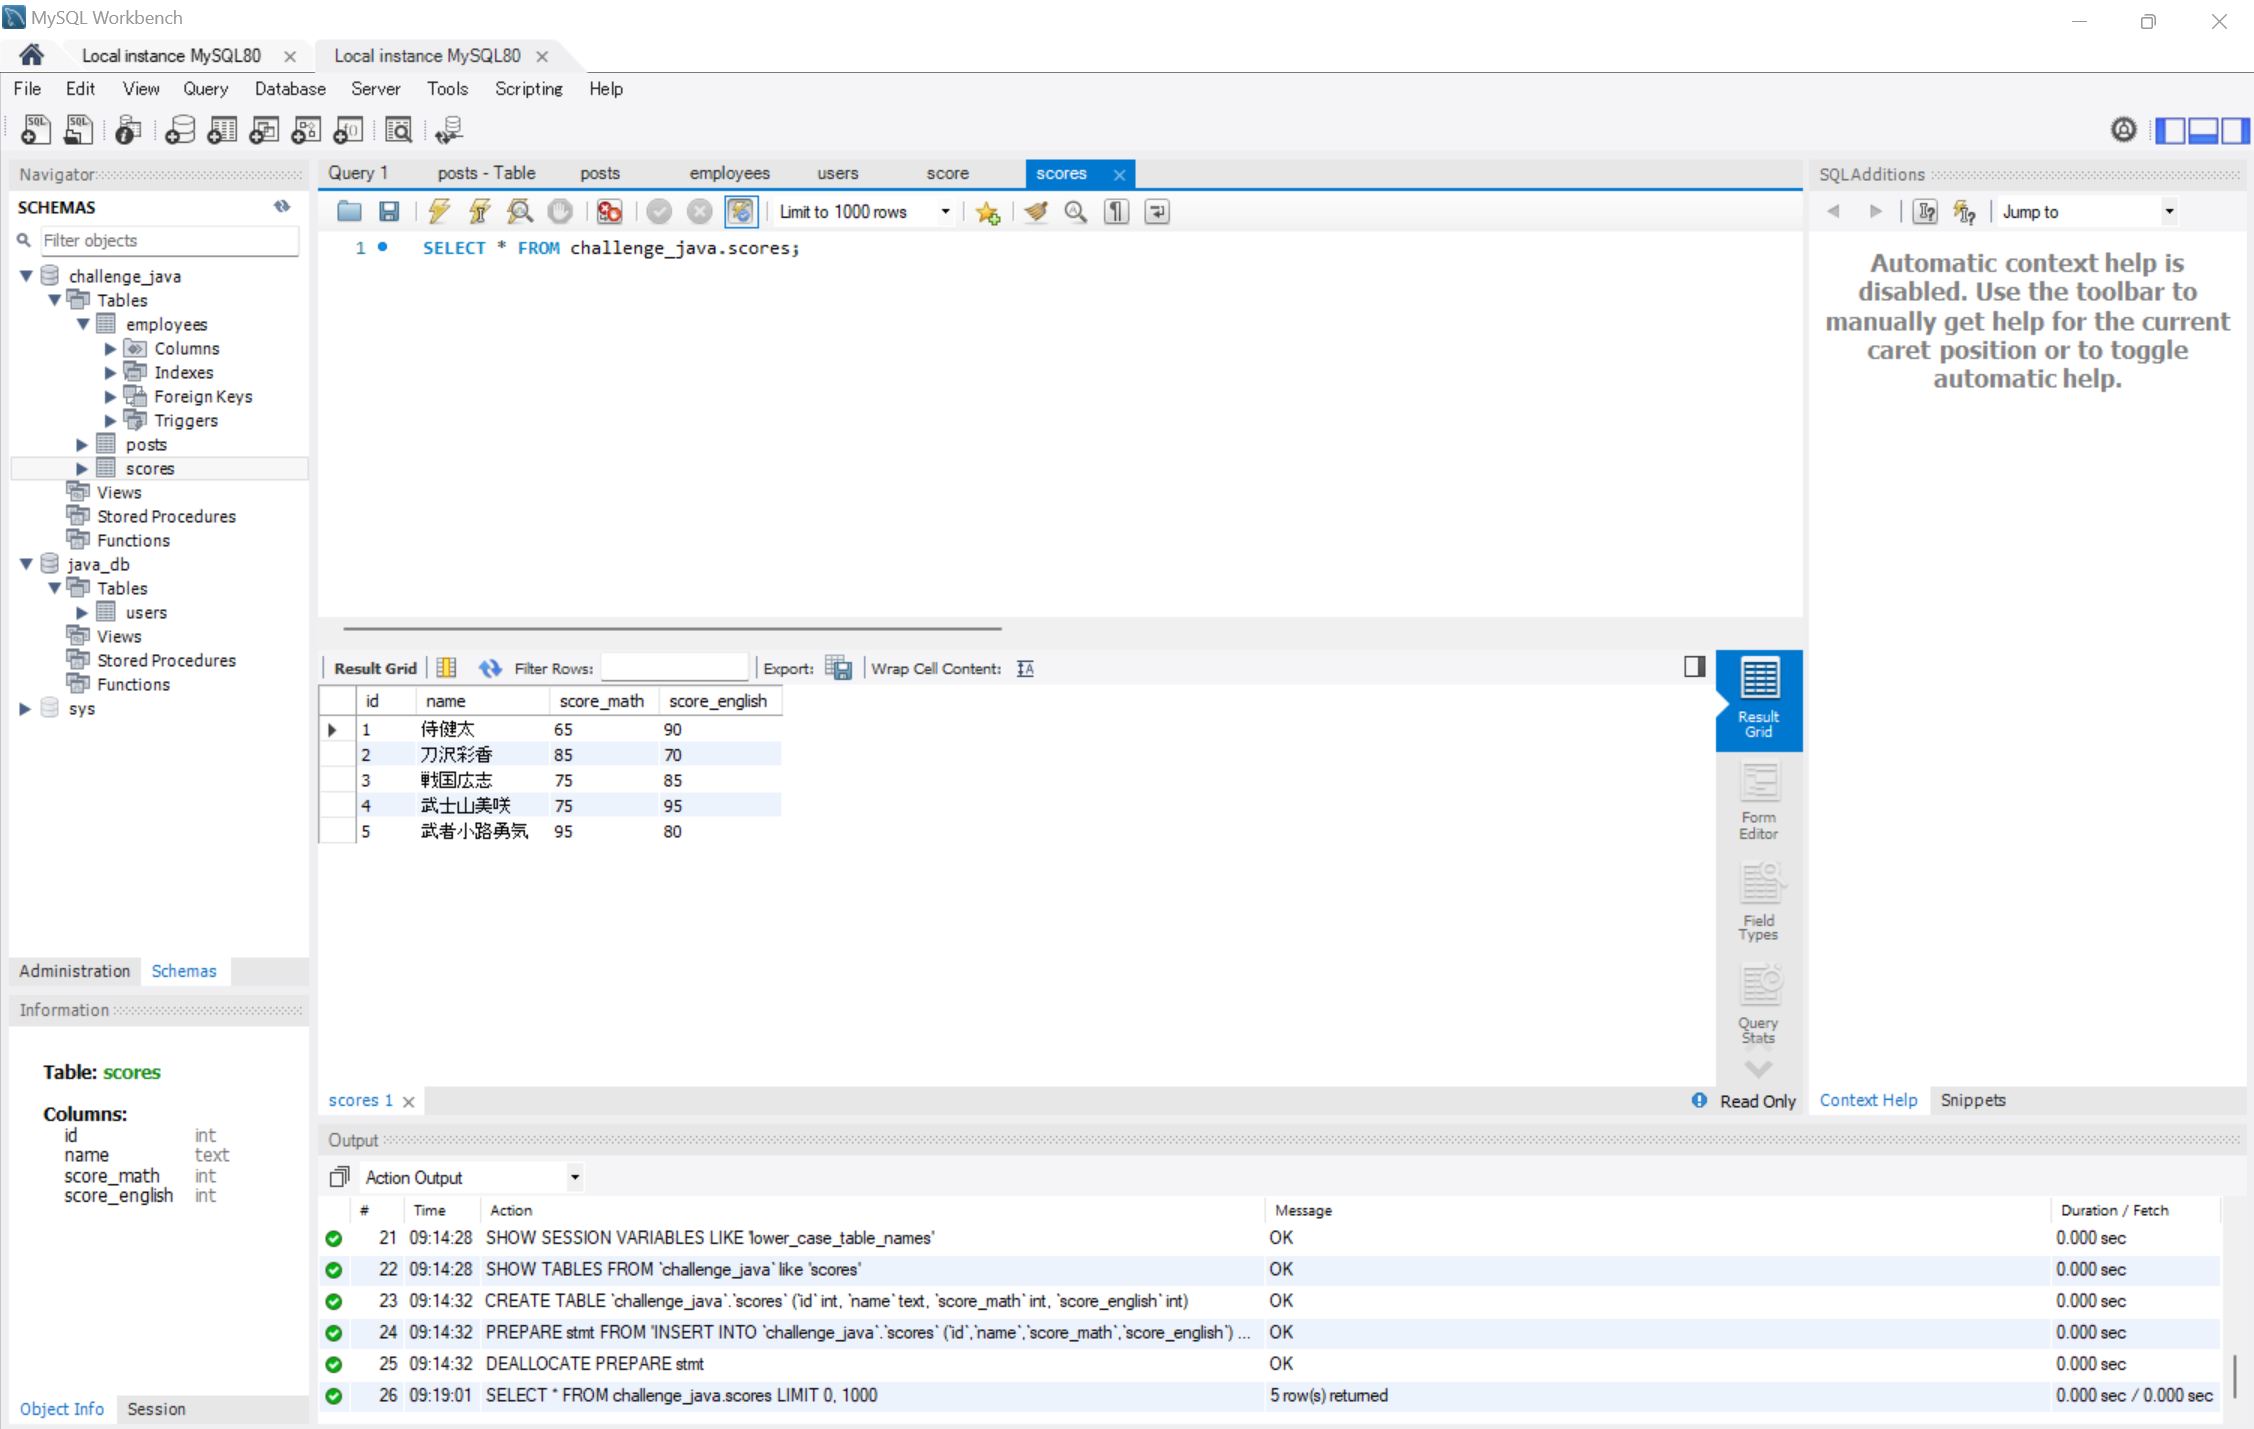 MySQL Workbench
Local instance MySQL80
Local instance MySQL80
File Edit View Query Database Server Tools Scripting Help
Navigator
SCHEMAS
Filter objects
challenge_java
Tables
employees
Columns
Indexes
Foreign Keys
Triggers
posts
scores
Views
Stored Procedures
Functions
java_db
Tables
users
Views
Stored Procedures
Functions
sys
Administration Schemas
Information
Table: scores
Columns:
id int
name text
score_math int
score_english int
Object Info Session
Query 1 posts - Table posts employees users score scores
Limit to 1000 rows
1 SELECT * FROM challenge_java.scores;
Result Grid Filter Rows: Export: Wrap Cell Content:
id name score_math score_english
1 侍健太 65 90
2 刀沢彩香 85 70
3 戦国広志 75 85
4 武士山美咲 75 95
5 武者小路勇気 95 80
Result
Grid
Form
Editor
Field
Types
Query
Stats
scores 1
Read Only
SQLAdditions
Jump to
Automatic context help is
disabled. Use the toolbar to
manually get help for the current
caret position or to toggle
automatic help.
Context Help Snippets
Output
Action Output
# Time Action Message Duration / Fetch
21 09:14:28 SHOW SESSION VARIABLES LIKE 'lower_case_table_names' OK 0.000 sec
22 09:14:28 SHOW TABLES FROM `challenge_java` like 'scores' OK 0.000 sec
23 09:14:32 CREATE TABLE `challenge_java`.`scores` (`id` int, `name` text, `score_math` int, `score_english` int) OK 0.000 sec
24 09:14:32 PREPARE stmt FROM 'INSERT INTO `challenge_java`.`scores` (`id`,`name`,`score_math`,`score_english`) ... OK 0.000 sec
25 09:14:32 DEALLOCATE PREPARE stmt OK 0.000 sec
26 09:19:01 SELECT * FROM challenge_java.scores LIMIT 0, 1000 5 row(s) returned 0.000 sec / 0.000 sec